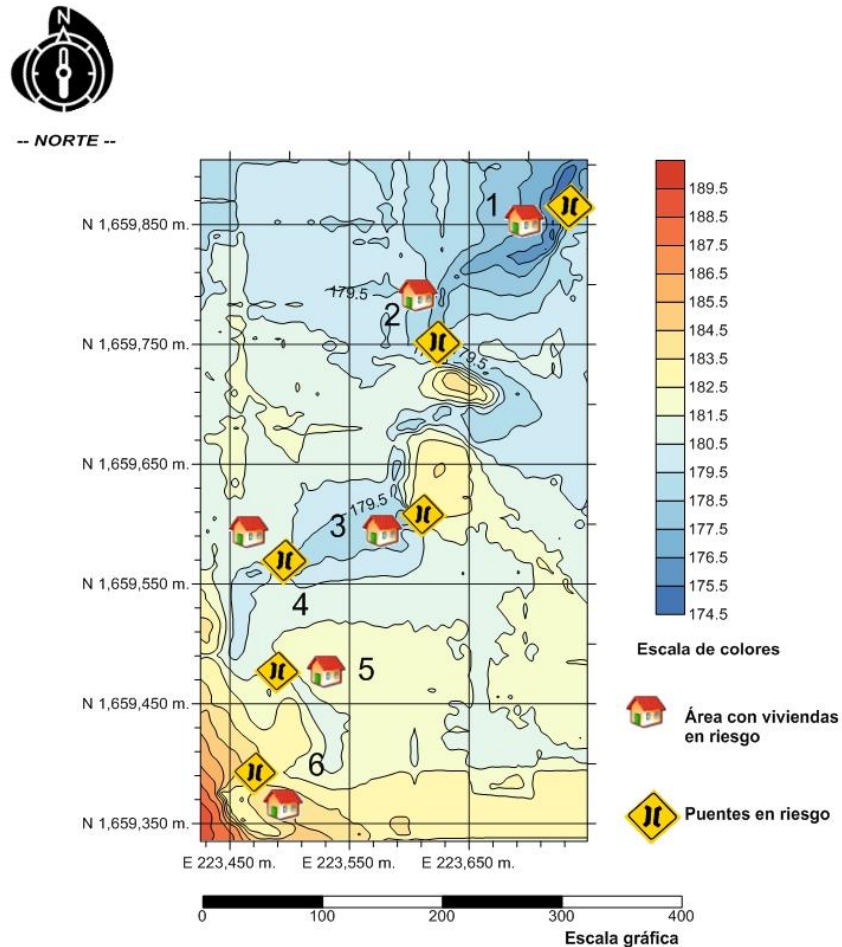 N
-- NORTE --
N 1,659,850 m.
N 1,659,750 m.
N 1,659,650 m.
N 1,659,550 m.
N 1,659,450 m.
N 1,659,350 m.
E 223,450 m.
E 223,550 m.
E 223,650 m.
1
179.5
2
179.5
179.5
3
4
5
6
189.5
188.5
187.5
186.5
185.5
184.5
183.5
182.5
181.5
180.5
179.5
178.5
177.5
176.5
175.5
174.5
Escala de colores
Área con viviendas
en riesgo
Puentes en riesgo
0 100 200 300 400
Escala gráfica